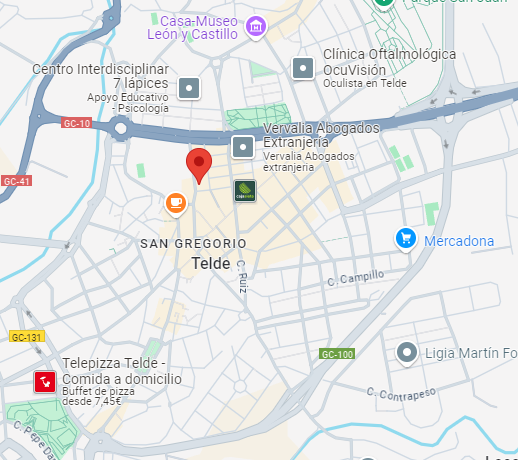 Parque San Juan
Casa-Museo
León y Castillo
Clínica Oftalmológica
OcuVisión
Oculista en Telde
Centro Interdisciplinar
7 lápices
Apoyo Educativo
- Psicología
GC-10
Vervalia Abogados
Extranjería
Vervalia Abogados
extranjeria
GC-41
SAN GREGORIO
Telde
Mercadona
C. Ruiz
C. Campillo
GC-131
GC-100
Ligia Martín Fo
Telepizza Telde -
Comida a domicilio
Buffet de pizza
desde 7,45€
C. Contrapeso
C. Pepe Da